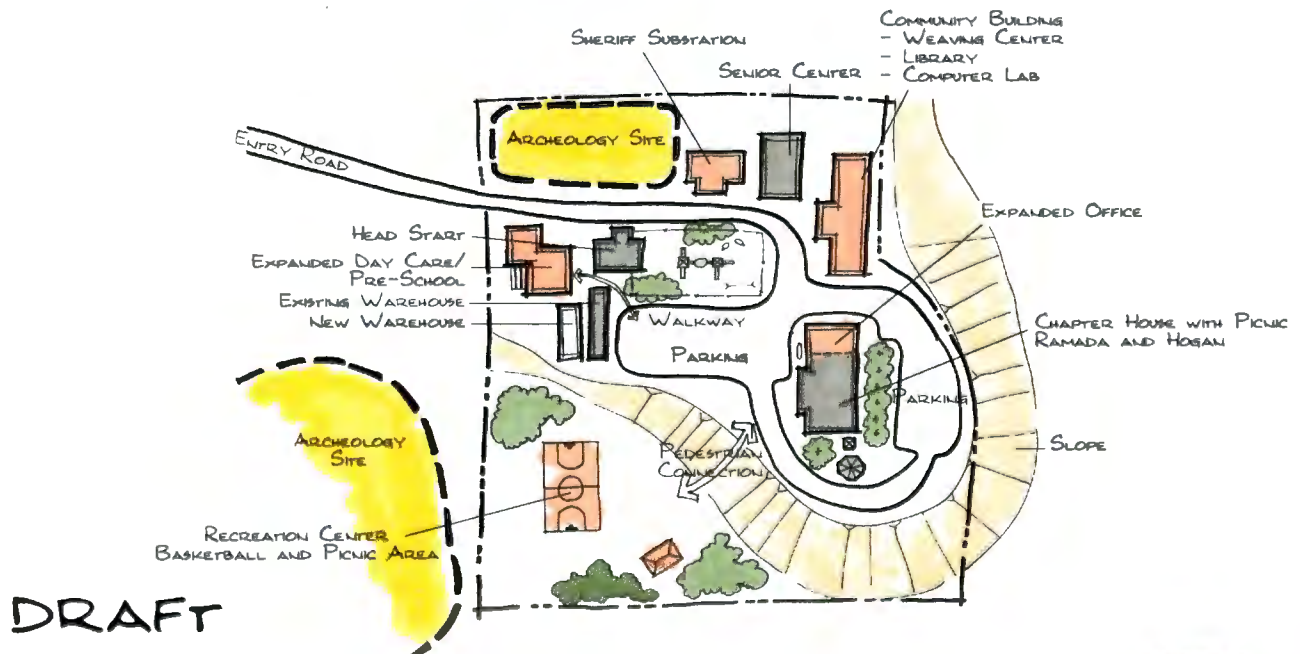 COMMUNITY BUILDING
- WEAVING CENTER
- LIBRARY
- COMPUTER LAB
SHERIFF SUBSTATION
SENIOR CENTER
ARCHEOLOGY SITE
ENTRY ROAD
EXPANDED OFFICE
HEAD START
EXPANDED DAY CARE/
PRE-SCHOOL
EXISTING WAREHOUSE
NEW WAREHOUSE
WALKWAY
PARKING
CHAPTER HOUSE WITH PICNIC
RAMADA AND HOGAN
PARKING
ARCHEOLOGY
SITE
PEDESTRIAN
CONNECTION
SLOPE
RECREATION CENTER
BASKETBALL AND PICNIC AREA
DRAFT